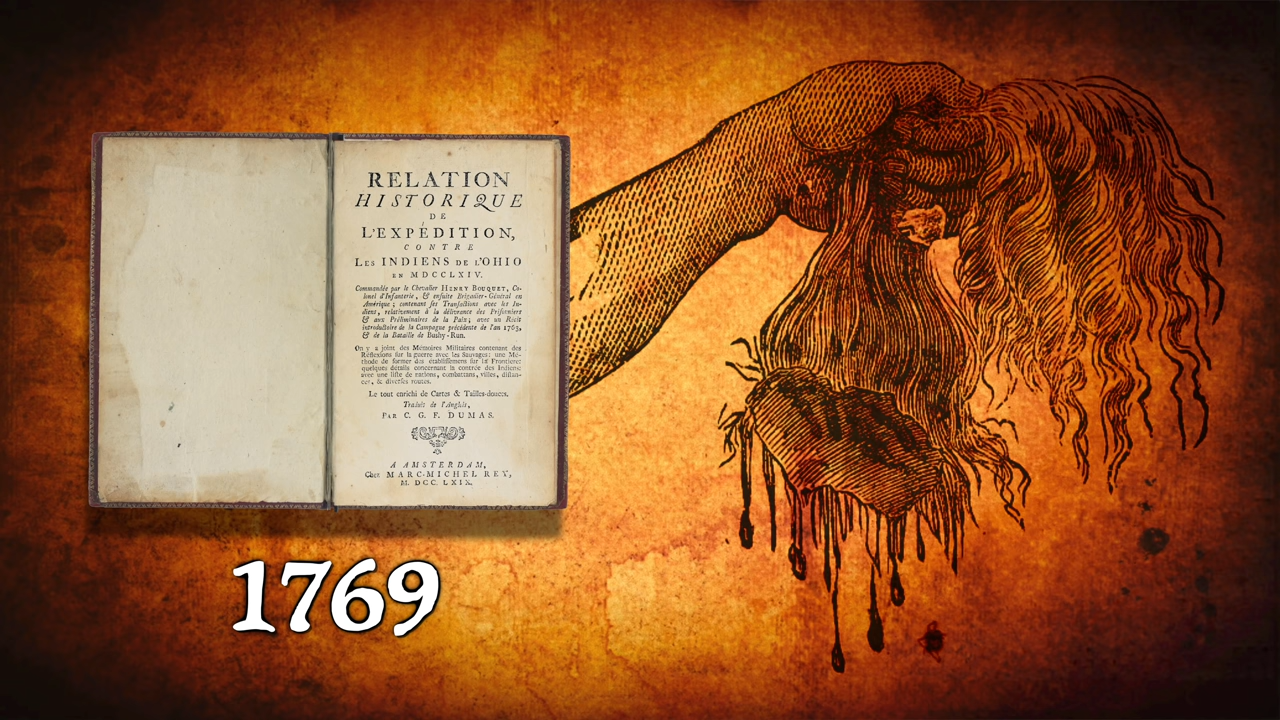 RELATION
HISTORIQUE
DE
L'EXPÉDITION,
CONTRE
LES INDIENS DE L'OHIO
EN MDCCLXIV.
Commandée par le Chevalier HENRY BOUQUET, Co-
lonel d'Infanterie, & ensuite Brigadier-Général en
Amérique; contenant ses Transactions avec les In-
diens, relativement à la délivrance des Prisonniers
& aux Préliminaires de la Paix; avec un Récit
introductoire de la Campagne précédente de l'an 1763,
& de la Bataille de Bushy-Run.
On y a joint des Mémoires Militaires contenant des
Réflexions sur la guerre avec les Sauvages: une Mé-
thode de former des établissemens sur la Frontiere:
quelques détails concernant la contrée des Indiens:
avec une liste de nations, combattans, villes, distan-
ces, & diverses routes.
Le tout enrichi de Cartes & Tailles-douces.
Traduit de l'Anglois,
PAR C. G. F. DUMAS.
A AMSTERDAM,
Chez MARC-MICHEL REY,
M. DCC. LXIX.
1769